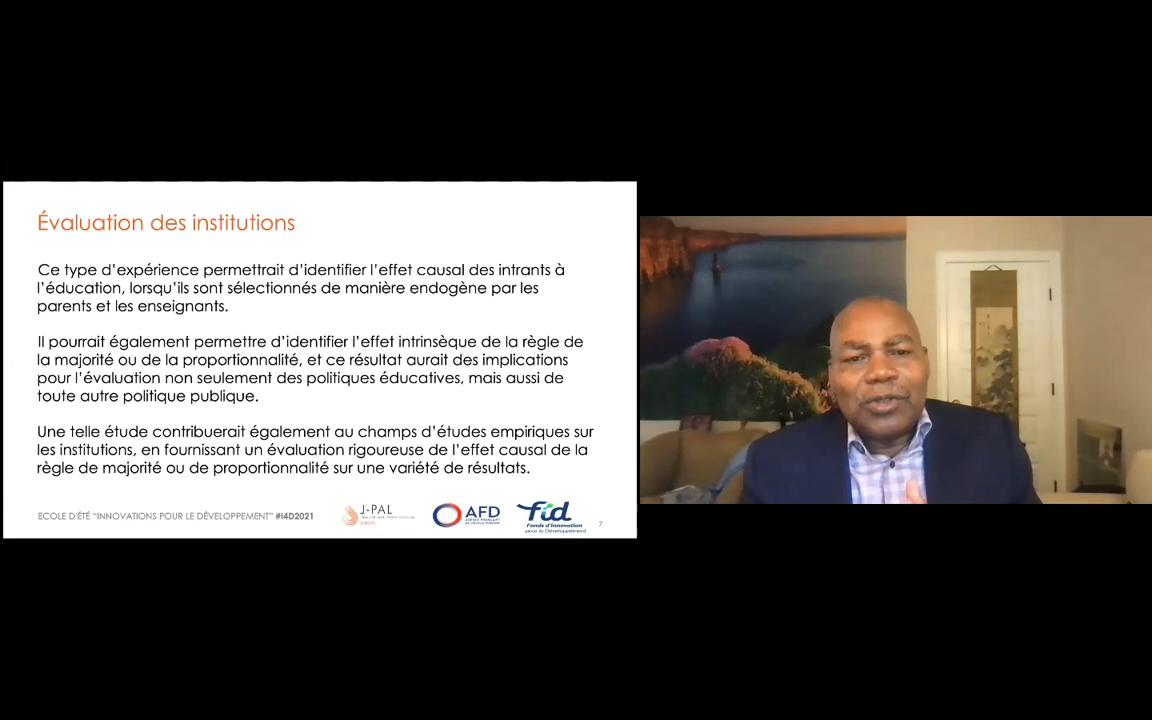 Évaluation des institutions
Ce type d'expérience permettrait d'identifier l'effet causal des intrants à
l'éducation, lorsqu'ils sont sélectionnés de manière endogène par les
parents et les enseignants.
Il pourrait également permettre d'identifier l'effet intrinsèque de la règle de
la majorité ou de la proportionnalité, et ce résultat aurait des implications
pour l'évaluation non seulement des politiques éducatives, mais aussi de
toute autre politique publique.
Une telle étude contribuerait également au champs d'études empiriques sur
les institutions, en fournissant un évaluation rigoureuse de l'effet causal de la
règle de majorité ou de proportionnalité sur une variété de résultats.
ECOLE D'ÉTÉ "INNOVATIONS POUR LE DÉVELOPPEMENT" #I4D2021
J-PAL
EUROPE
AFD
fid
Fonds d'Innovation
pour le Développement
7